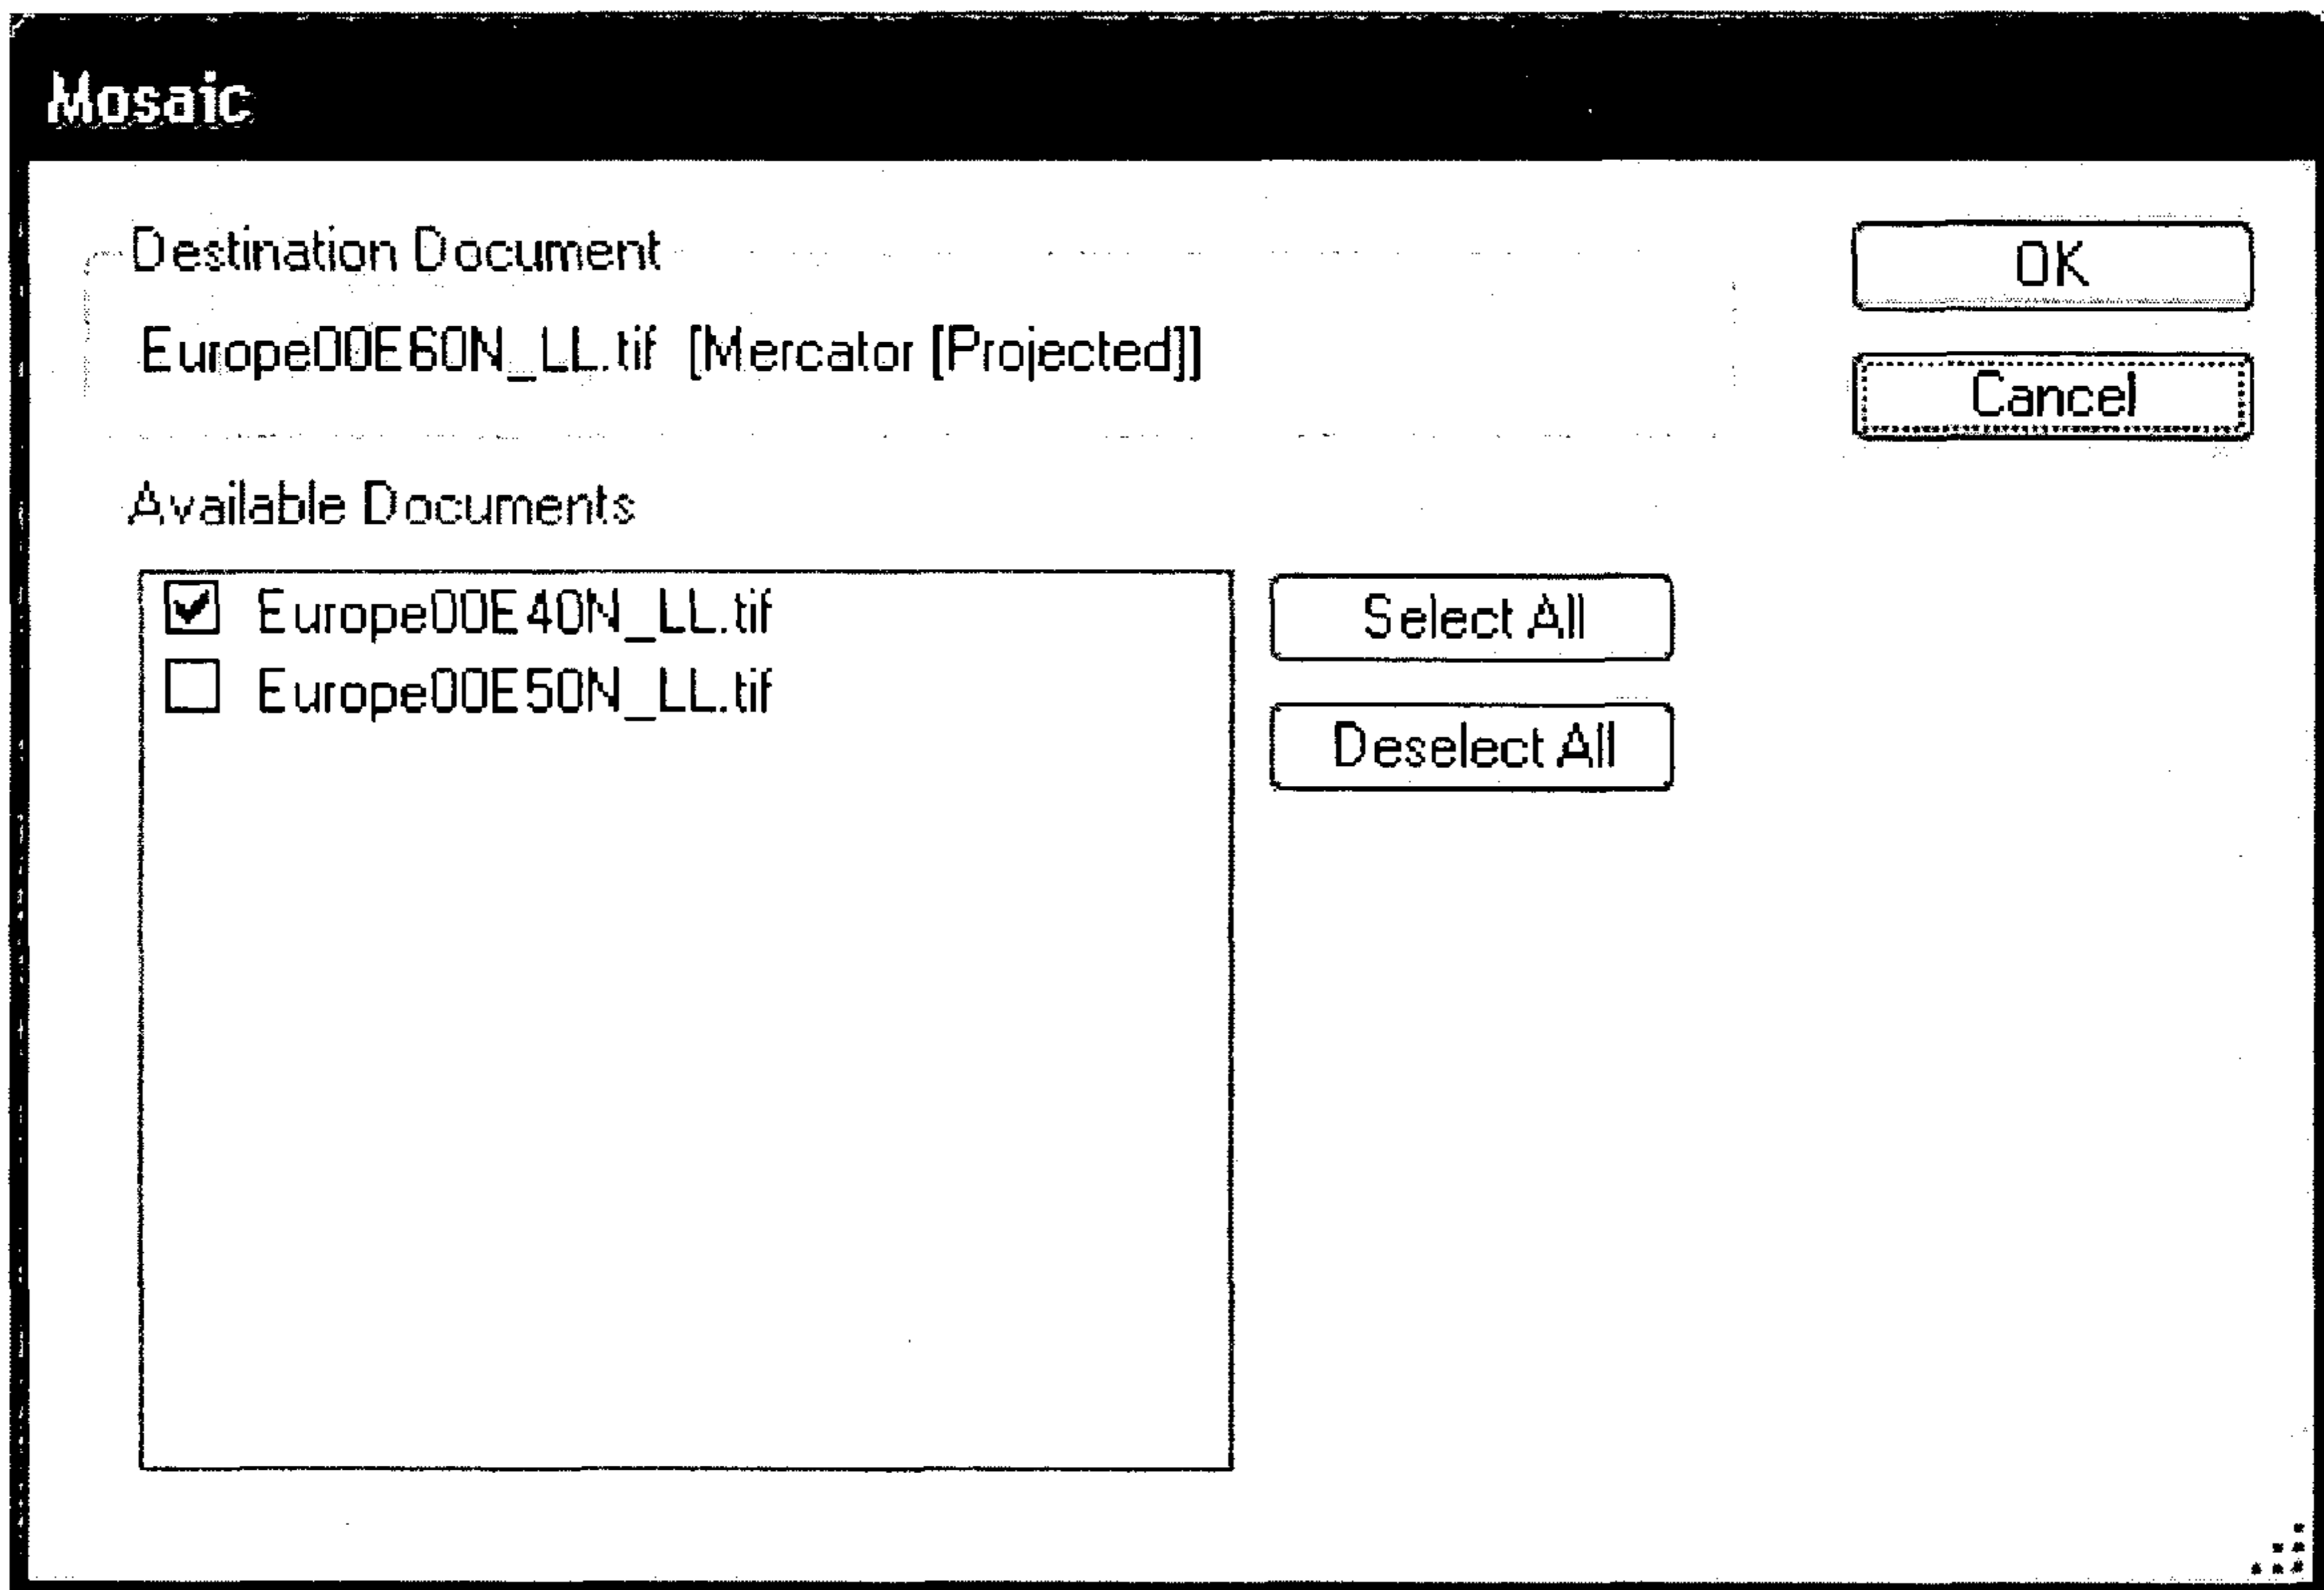 Mosaic
Destination Document
OK
Europe00E60N_LL.tif [Mercator [Projected]]
Cancel
Available Documents
Europe00E40N_LL.tif
Select All
Europe00E50N_LL.tif
Deselect All